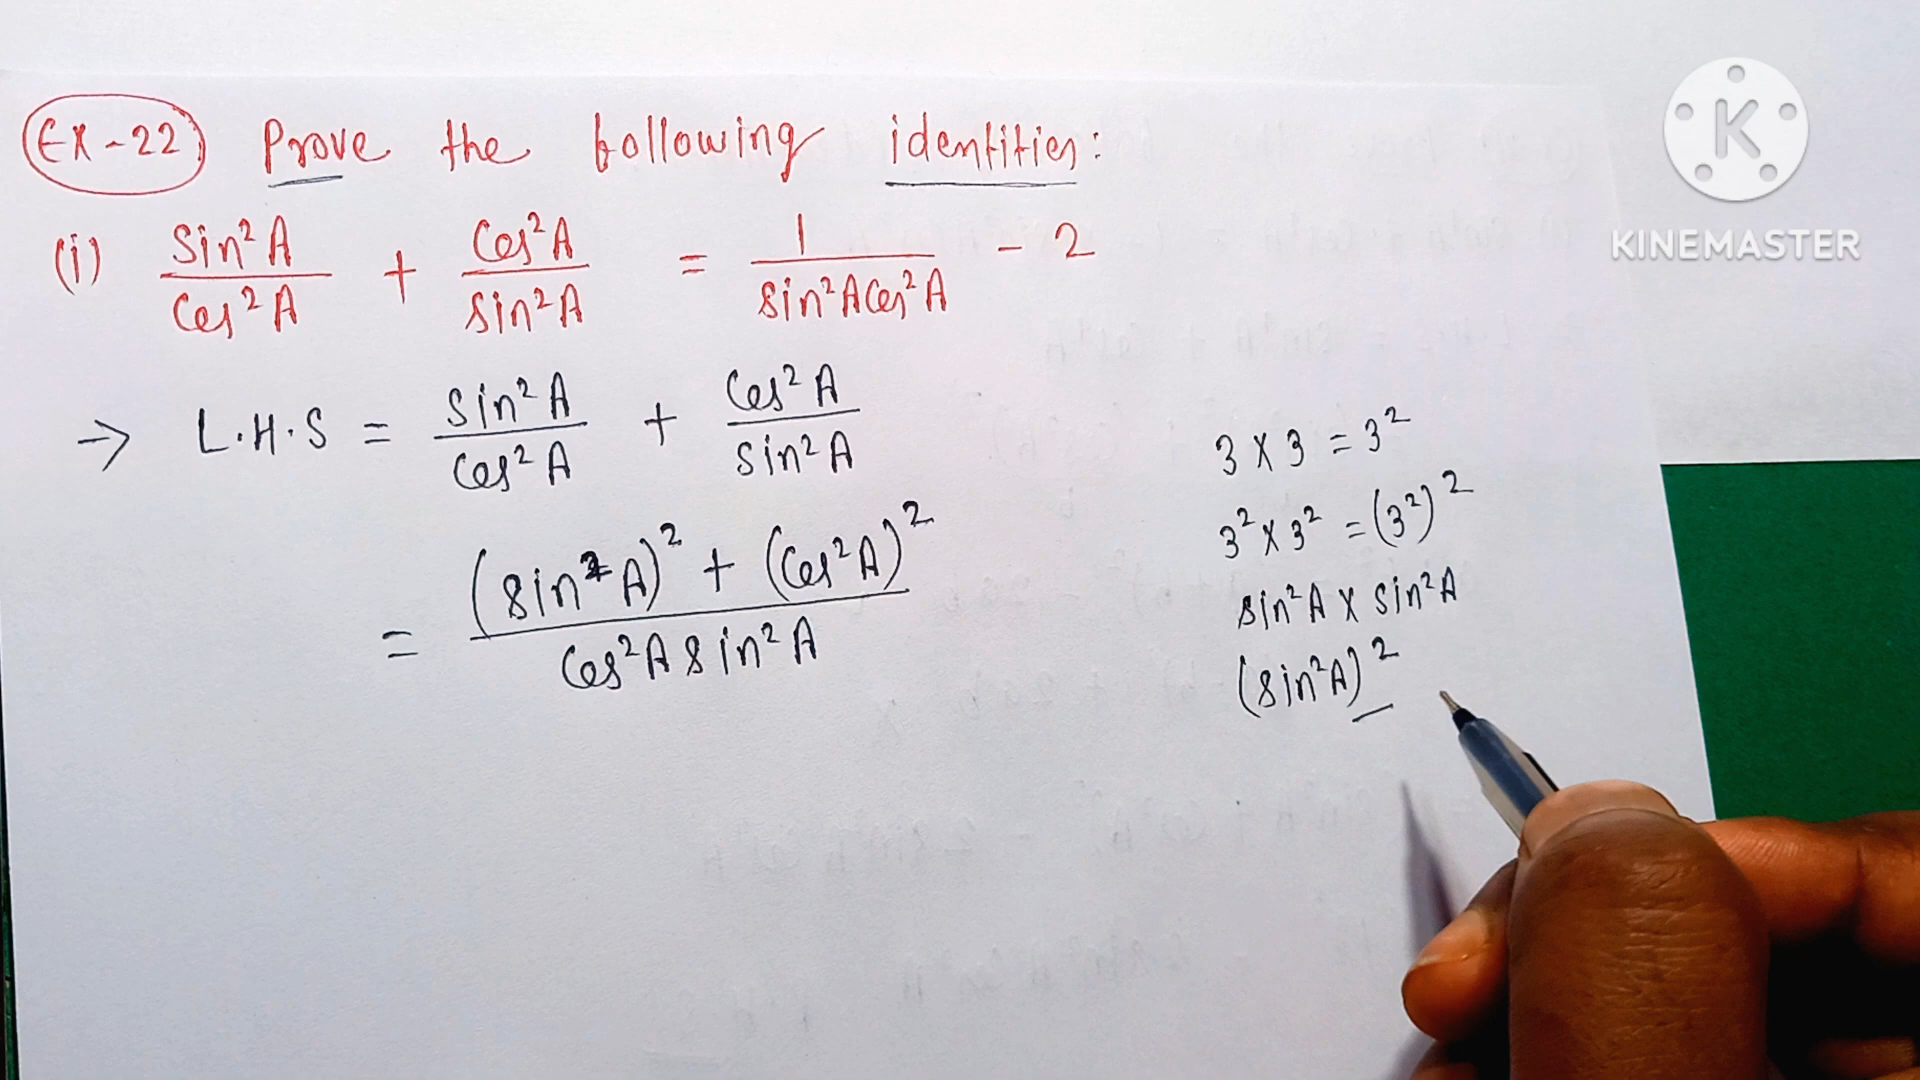 Ex-22 Prove the following identities:
(i) Sin²A/Cos²A + Cos²A/Sin²A = 1/Sin²ACos²A - 2
→ L.H.S = Sin²A/Cos²A + Cos²A/Sin²A
= (Sin²A)² + (Cos²A)²/Cos²A Sin²A
3 × 3 = 3²
3² × 3² = (3²)²
Sin²A × Sin²A
(Sin²A)²
K
KINEMASTER